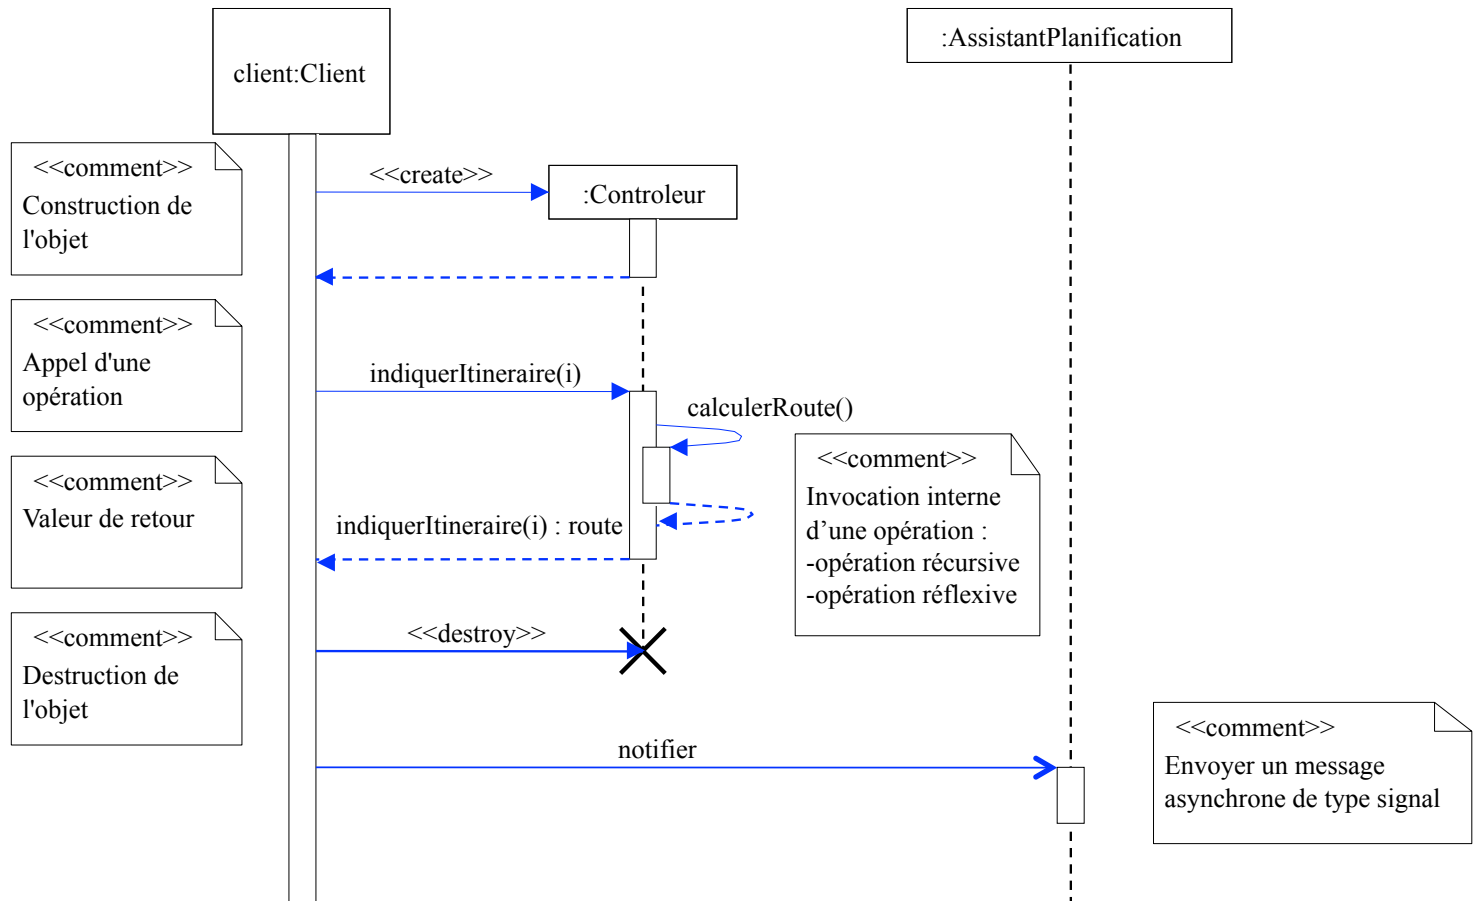 client:Client
:AssistantPlanification
<<comment>>
Construction de
l'objet
<<create>>
:Controleur
<<comment>>
Appel d'une
opération
indiquerItineraire(i)
calculerRoute()
<<comment>>
Invocation interne
d’une opération :
-opération récursive
-opération réflexive
<<comment>>
Valeur de retour
indiquerItineraire(i) : route
<<comment>>
Destruction de
l'objet
<<destroy>>
notifier
<<comment>>
Envoyer un message
asynchrone de type signal